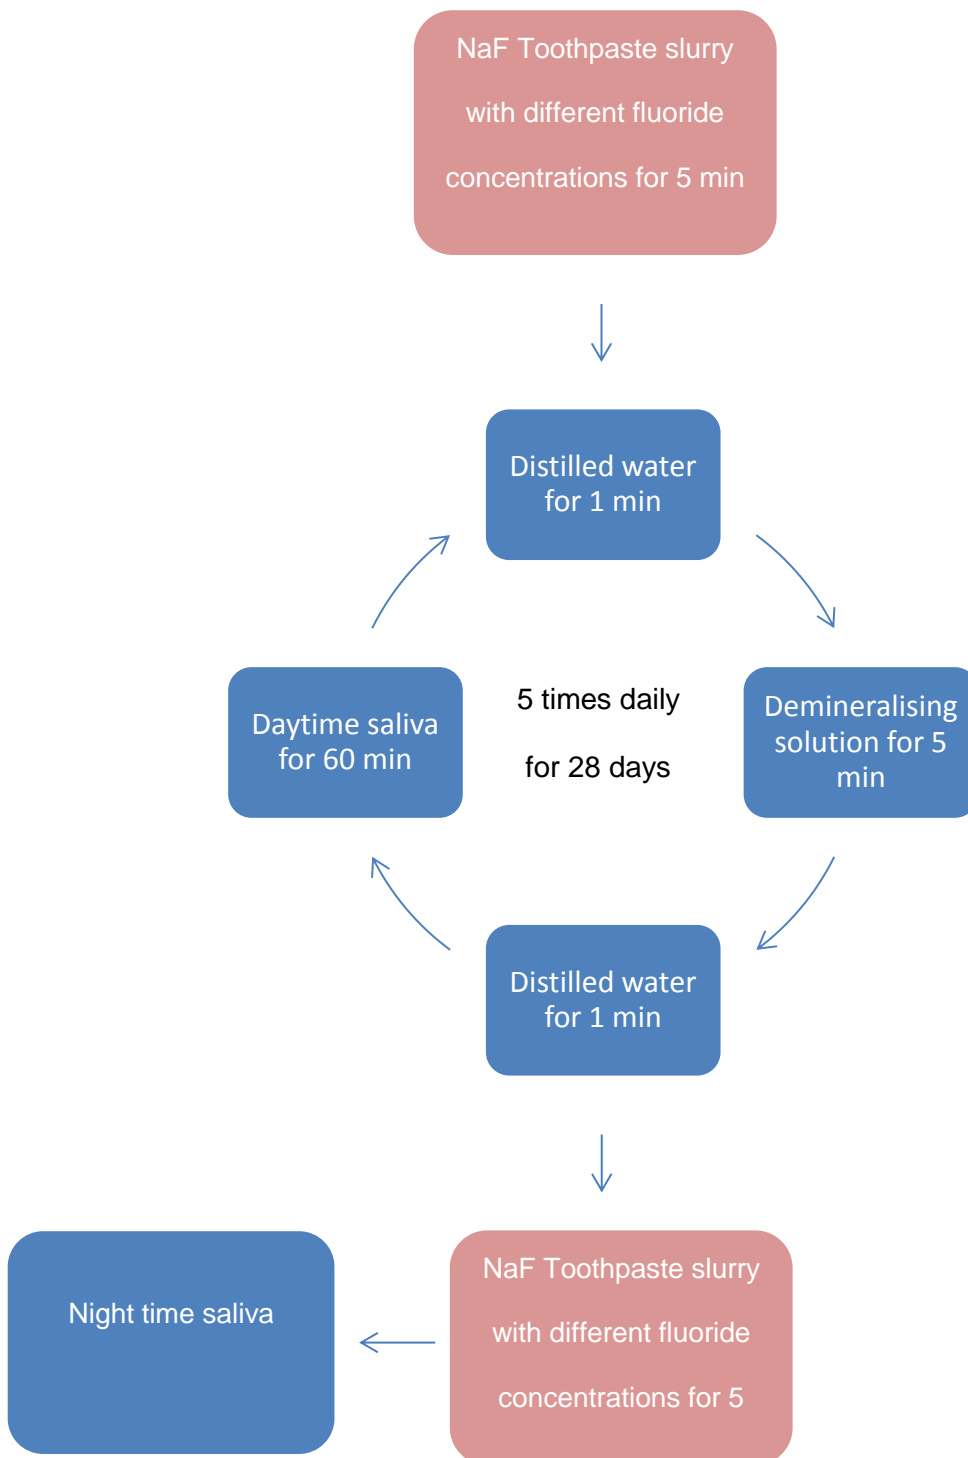 NaF Toothpaste slurry
with different fluoride
concentrations for 5 min
Distilled water
for 1 min
Daytime saliva
for 60 min
5 times daily
for 28 days
Demineralising
solution for 5
min
Distilled water
for 1 min
Night time saliva
NaF Toothpaste slurry
with different fluoride
concentrations for 5